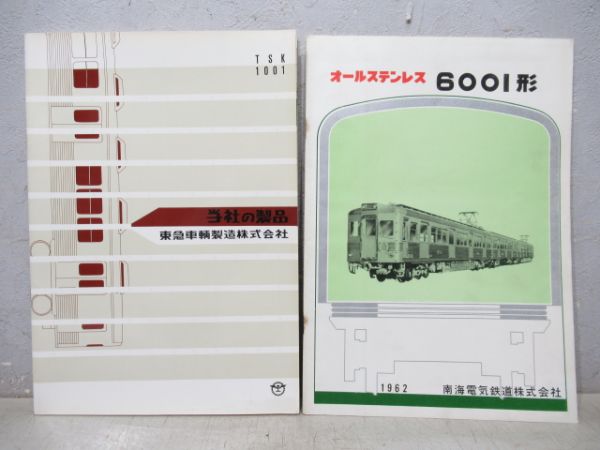 TSK
1001
当社の製品
東急車輛製造株式会社
オールステンレス 6001形
1962 南海電気鉄道株式会社